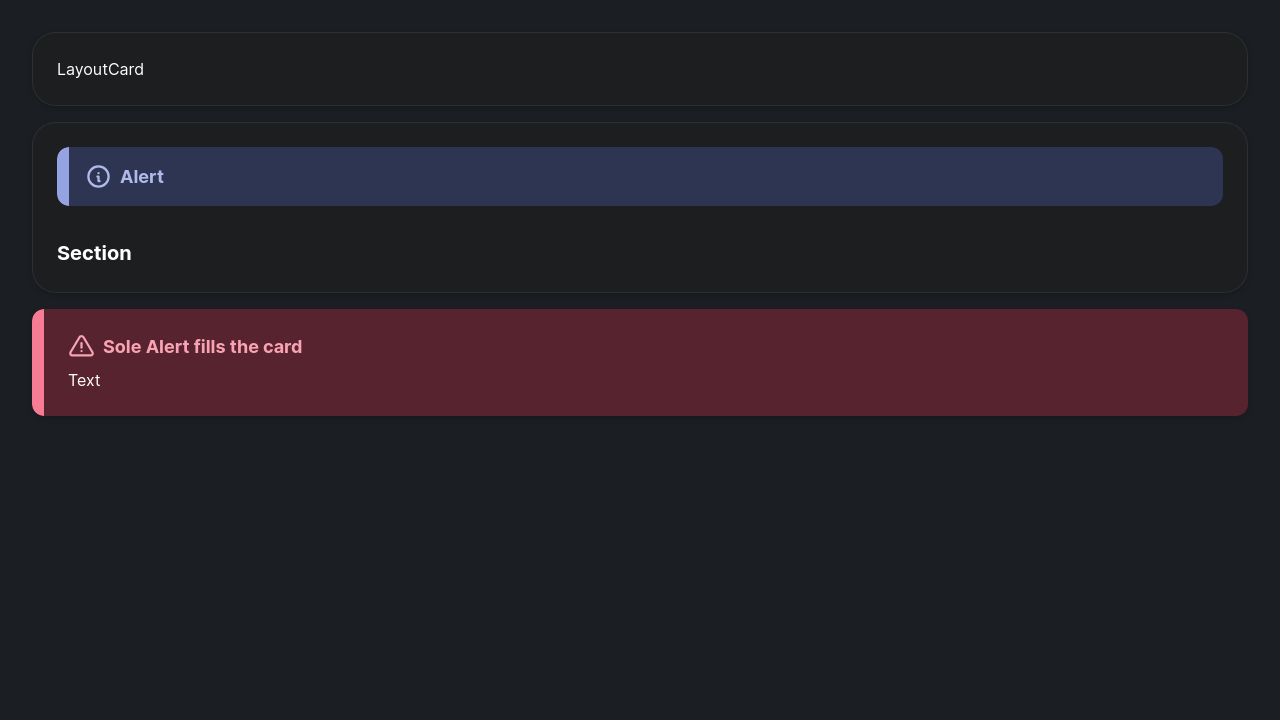 LayoutCard
Alert
Section
Sole Alert fills the card
Text